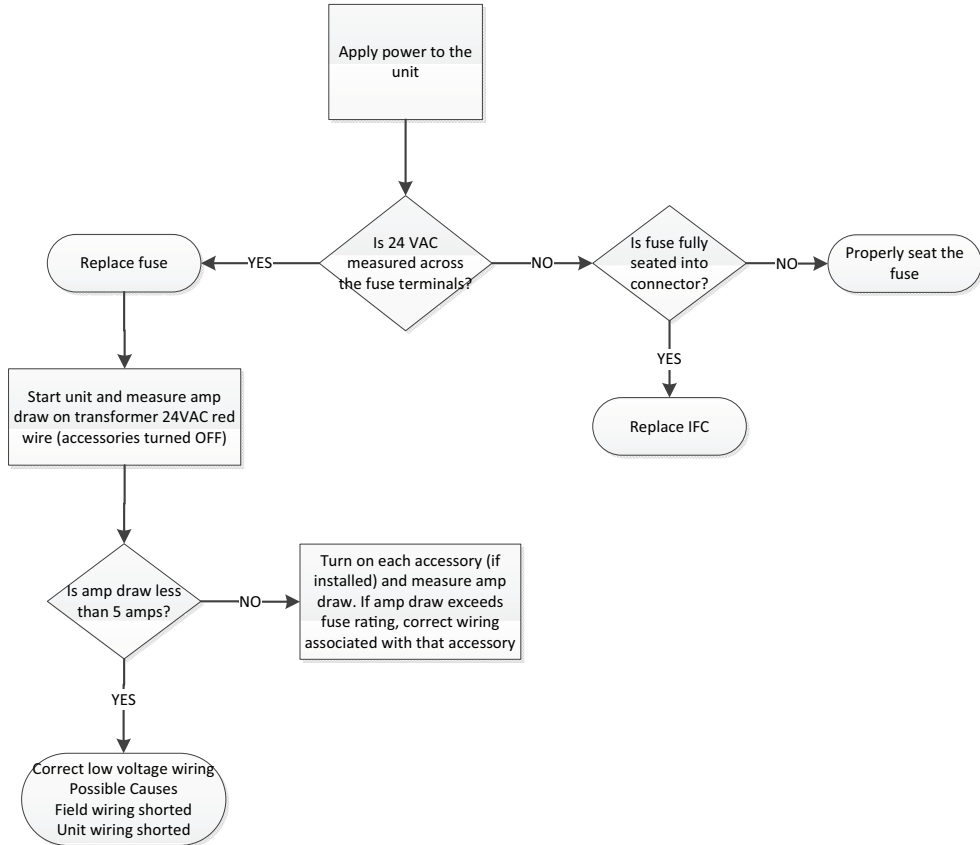 Apply power to the
unit
Is 24 VAC
measured across
the fuse terminals?
YES
Replace fuse
NO
Is fuse fully
seated into
connector?
NO
Properly seat the
fuse
YES
Replace IFC
Start unit and measure amp
draw on transformer 24VAC red
wire (accessories turned OFF)
Is amp draw less
than 5 amps?
NO
Turn on each accessory (if
installed) and measure amp
draw. If amp draw exceeds
fuse rating, correct wiring
associated with that accessory
YES
Correct low voltage wiring
Possible Causes
Field wiring shorted
Unit wiring shorted